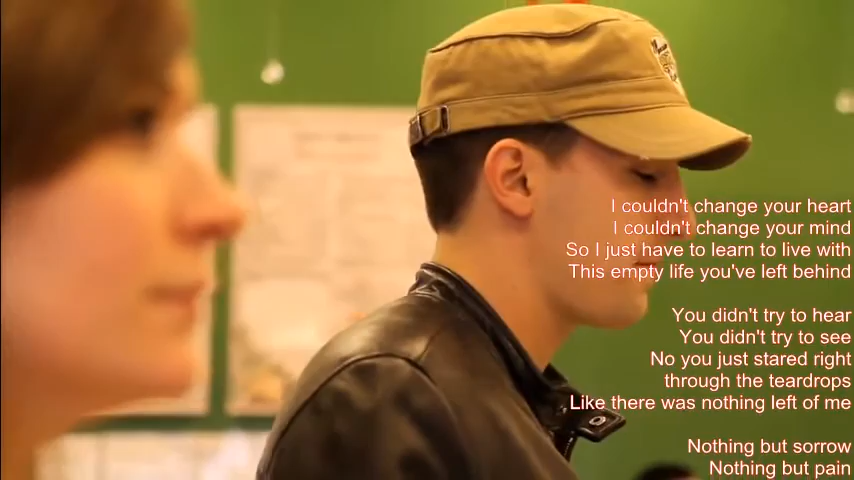 I couldn't change your heart
I couldn't change your mind
So I just have to learn to live with
This empty life you've left behind
You didn't try to hear
You didn't try to see
No you just stared right
through the teardrops
Like there was nothing left of me
Nothing but sorrow
Nothing but pain